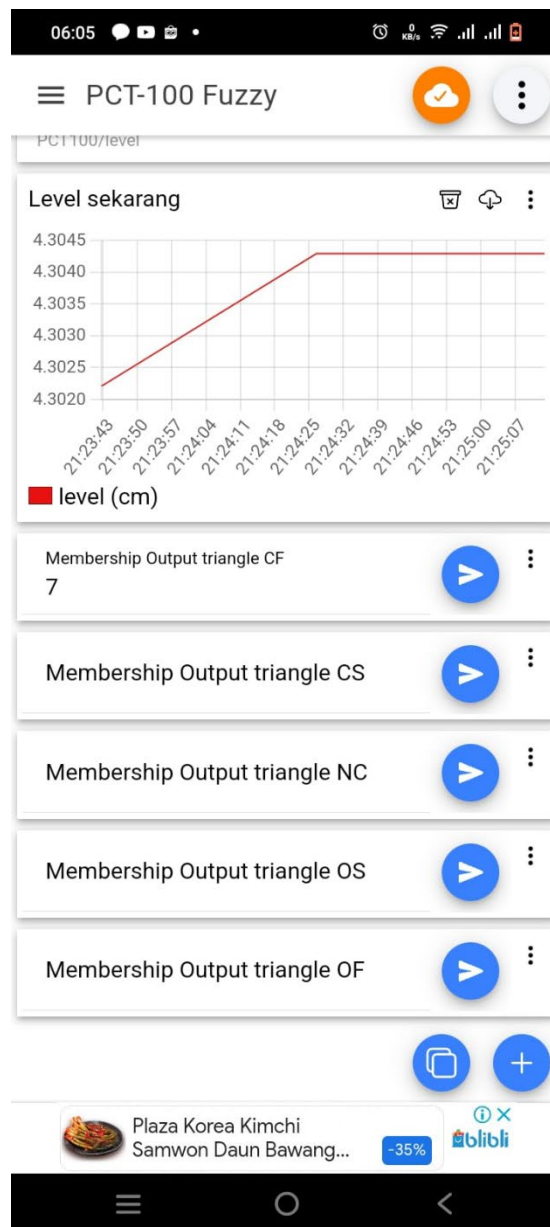 06:05
0
KB/s
PCT-100 Fuzzy
PCT100/level
Level sekarang
4.3045
4.3040
4.3035
4.3030
4.3025
4.3020
21:23:43
21:23:50
21:23:57
21:24:04
21:24:11
21:24:18
21:24:25
21:24:32
21:24:39
21:24:46
21:24:53
21:25:00
21:25:07
level (cm)
Membership Output triangle CF
7
Membership Output triangle CS
Membership Output triangle NC
Membership Output triangle OS
Membership Output triangle OF
Plaza Korea Kimchi
Samwon Daun Bawang...
-35%
blibli